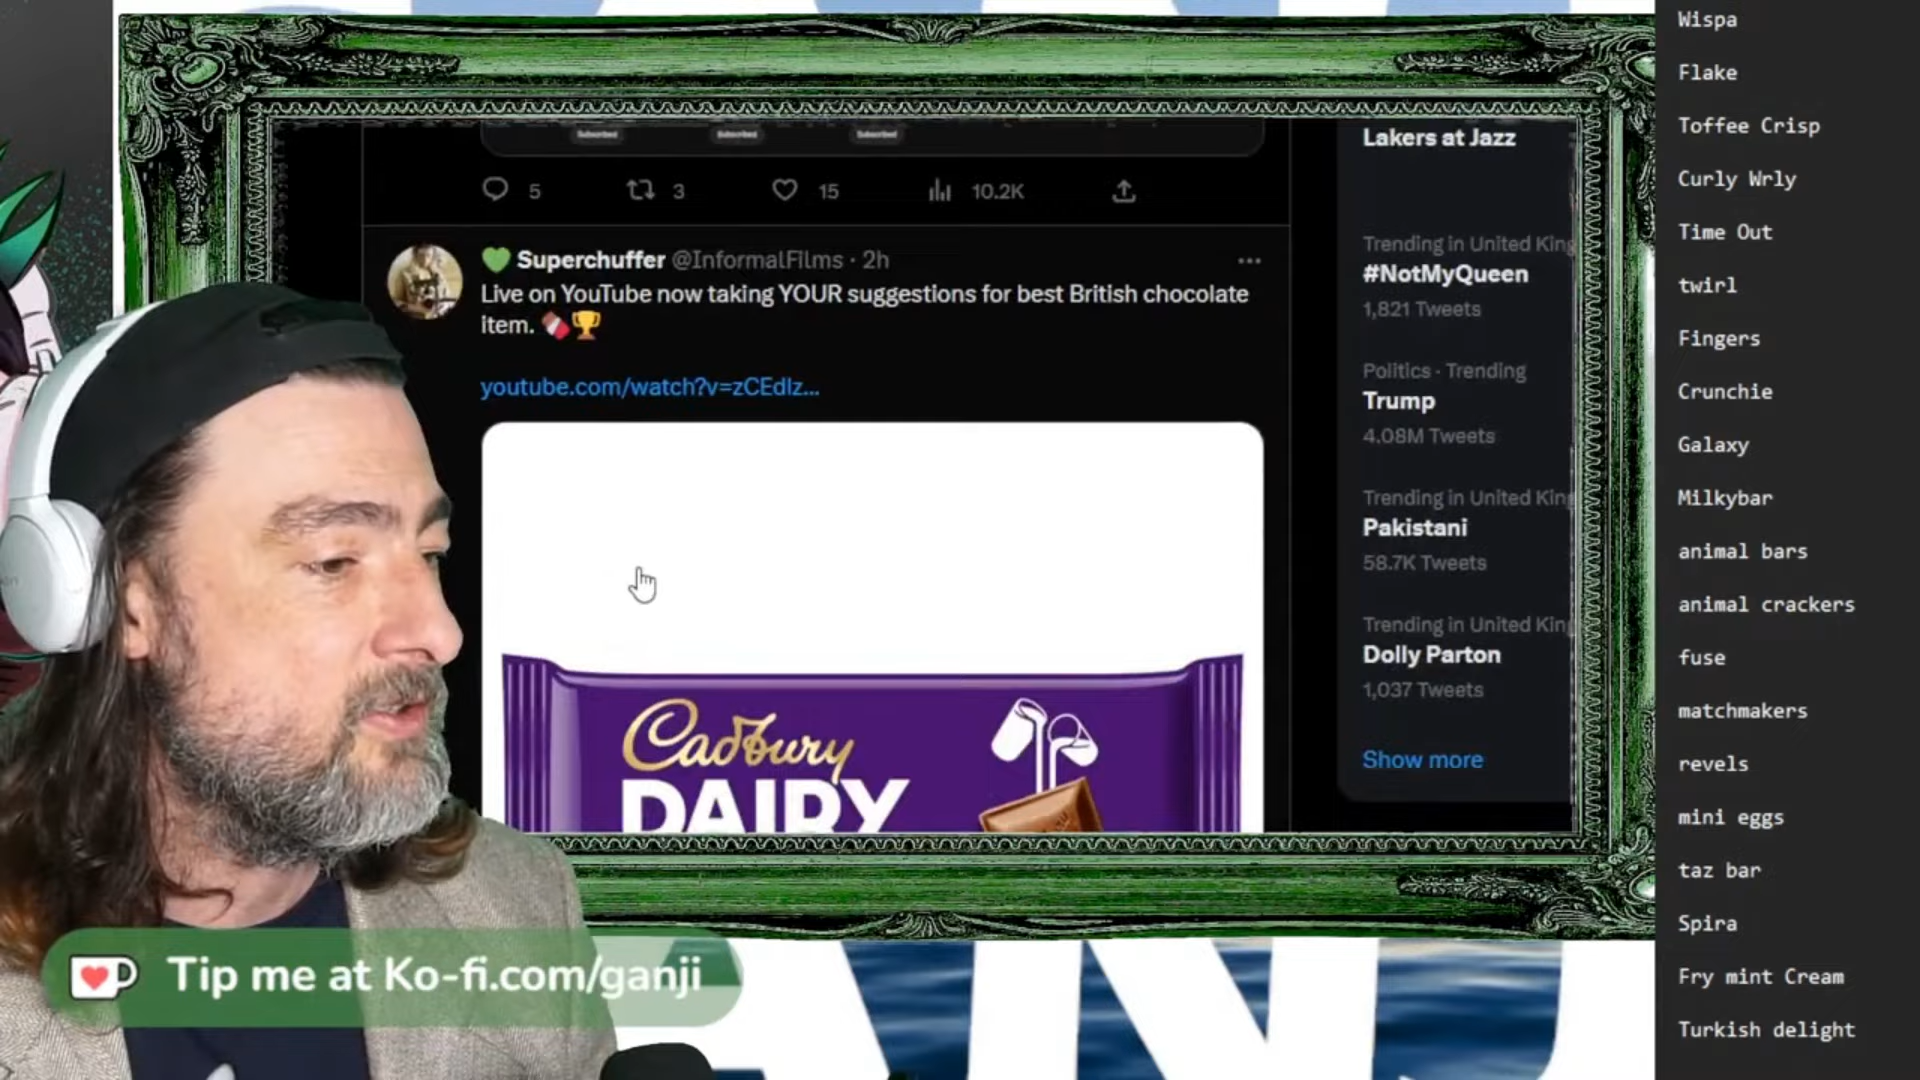 Subscribed Subscribed Subscribed
5 3 15 10.2K
Superchuffer @InformalFilms · 2h
Live on YouTube now taking YOUR suggestions for best British chocolate
item.
youtube.com/watch?v=zCEdlz...
Cadbury
DAIRY
Lakers at Jazz
Trending in United King
#NotMyQueen
1,821 Tweets
Politics · Trending
Trump
4.08M Tweets
Trending in United King
Pakistani
58.7K Tweets
Trending in United King
Dolly Parton
1,037 Tweets
Show more
Wispa
Flake
Toffee Crisp
Curly Wrly
Time Out
twirl
Fingers
Crunchie
Galaxy
Milkybar
animal bars
animal crackers
fuse
matchmakers
revels
mini eggs
taz bar
Spira
Fry mint Cream
Turkish delight
Tip me at Ko-fi.com/ganji